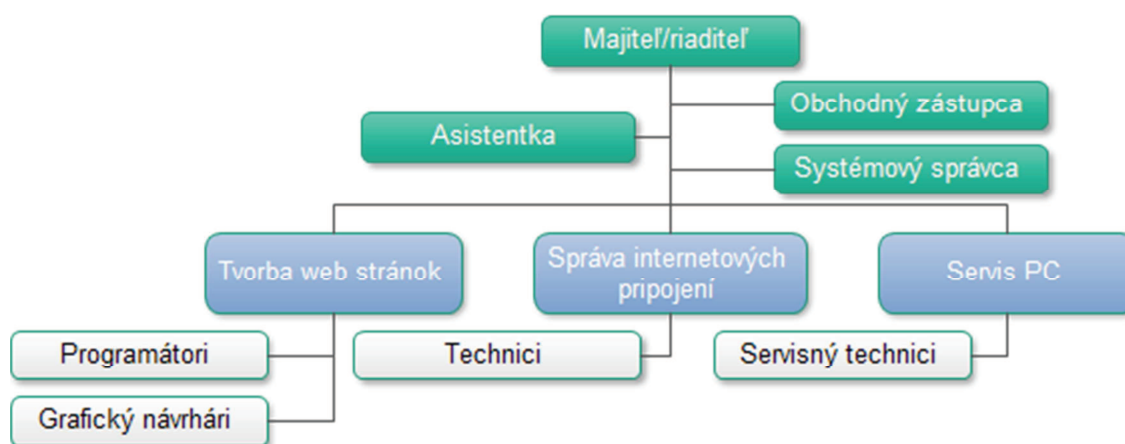 Majiteľ/riaditeľ
Obchodný zástupca
Asistentka
Systémový správca
Tvorba web stránok
Správa internetových
pripojení
Servis PC
Programátori
Technici
Servisný technici
Grafický návrhári